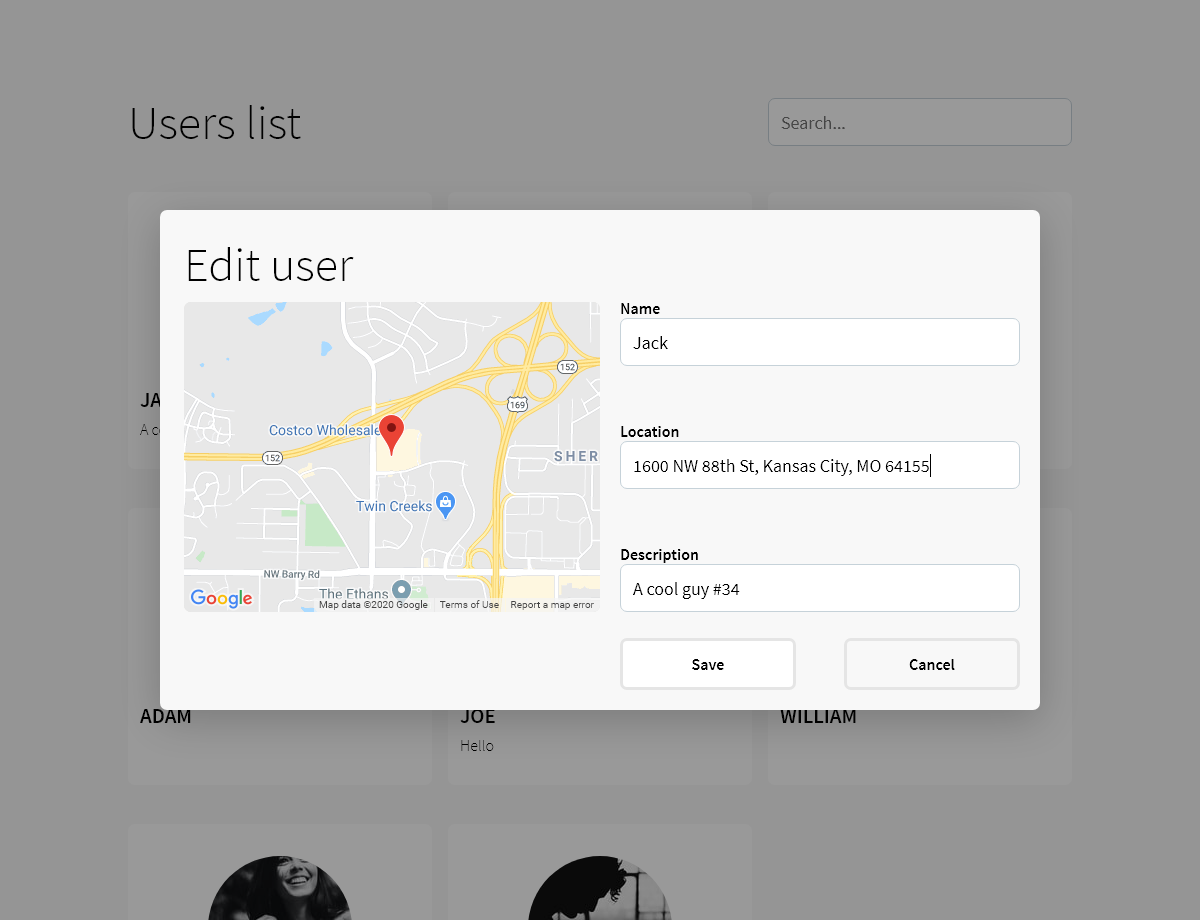 Users list
Search...
Edit user
Name
Jack
Location
1600 NW 88th St, Kansas City, MO 64155
Description
A cool guy #34
Save
Cancel
Costco Wholesale
152
152
169
SHER
Twin Creeks
NW Barry Rd
The Ethans
Google
Map data ©2020 Google
Terms of Use
Report a map error
JA
A c
ADAM
JOE
WILLIAM
Hello